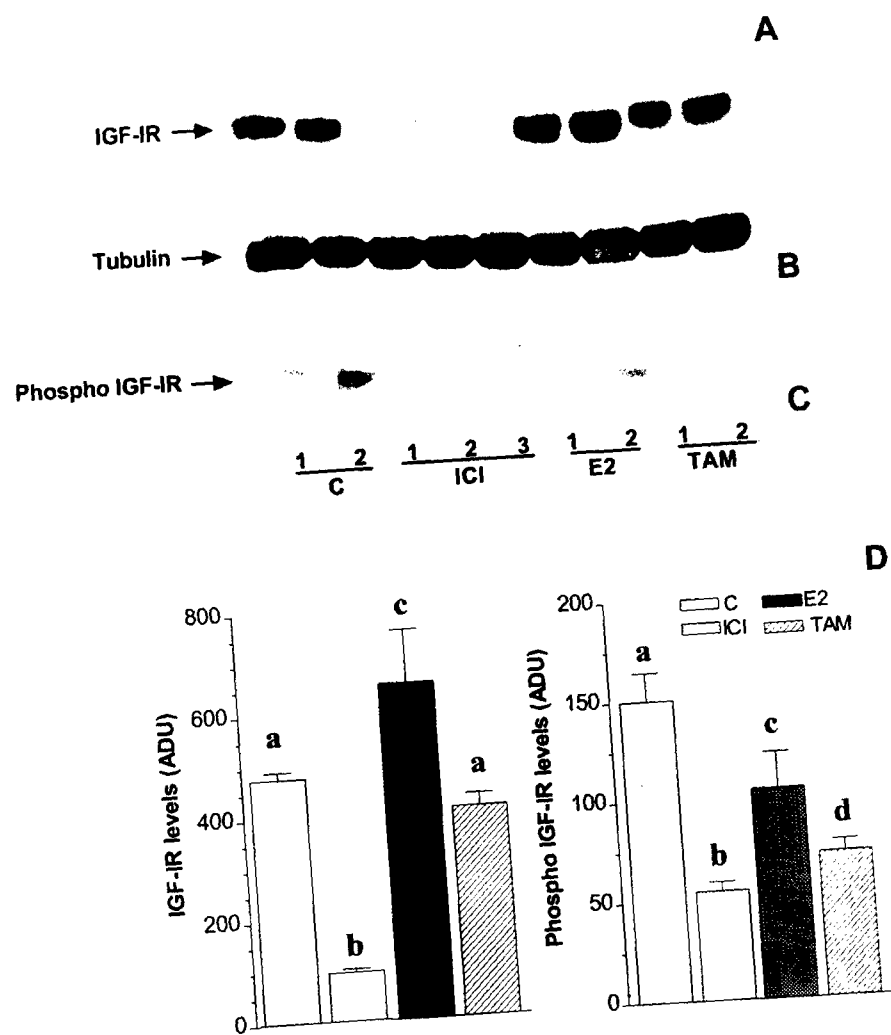 A
IGF-IR
Tubulin
B
Phospho IGF-IR
C
1 2 1 2 3 1 2 1 2
C ICI E2 TAM
D
IGF-IR levels (ADU)
800
600
400
200
0
a
b
c
a
Phospho IGF-IR levels (ADU)
200
150
100
50
0
C E2
ICI TAM
a
b
c
d